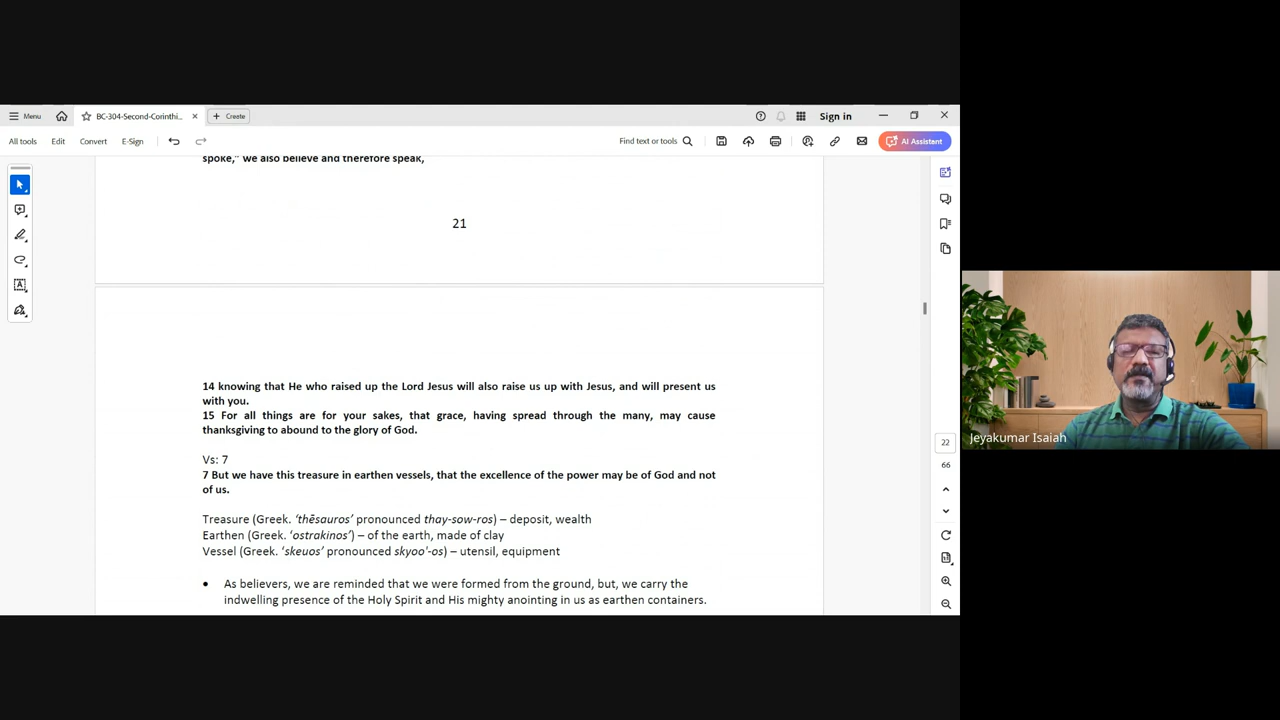 Menu
BC-304-Second-Corinthi...
Create
Sign in
All tools
Edit
Convert
E-Sign
Find text or tools
AI Assistant
spoke,” we also believe and therefore speak,
21
14 knowing that He who raised up the Lord Jesus will also raise us up with Jesus, and will present us
with you.
15 For all things are for your sakes, that grace, having spread through the many, may cause
thanksgiving to abound to the glory of God.
Vs: 7
7 But we have this treasure in earthen vessels, that the excellence of the power may be of God and not
of us.
Treasure (Greek. ‘thēsauros’ pronounced thay-sow-ros) – deposit, wealth
Earthen (Greek. ‘ostrakinos’) – of the earth, made of clay
Vessel (Greek. ‘skeuos’ pronounced skyoo'-os) – utensil, equipment
• As believers, we are reminded that we were formed from the ground, but, we carry the
indwelling presence of the Holy Spirit and His mighty anointing in us as earthen containers.
22
66
Jeyakumar Isaiah